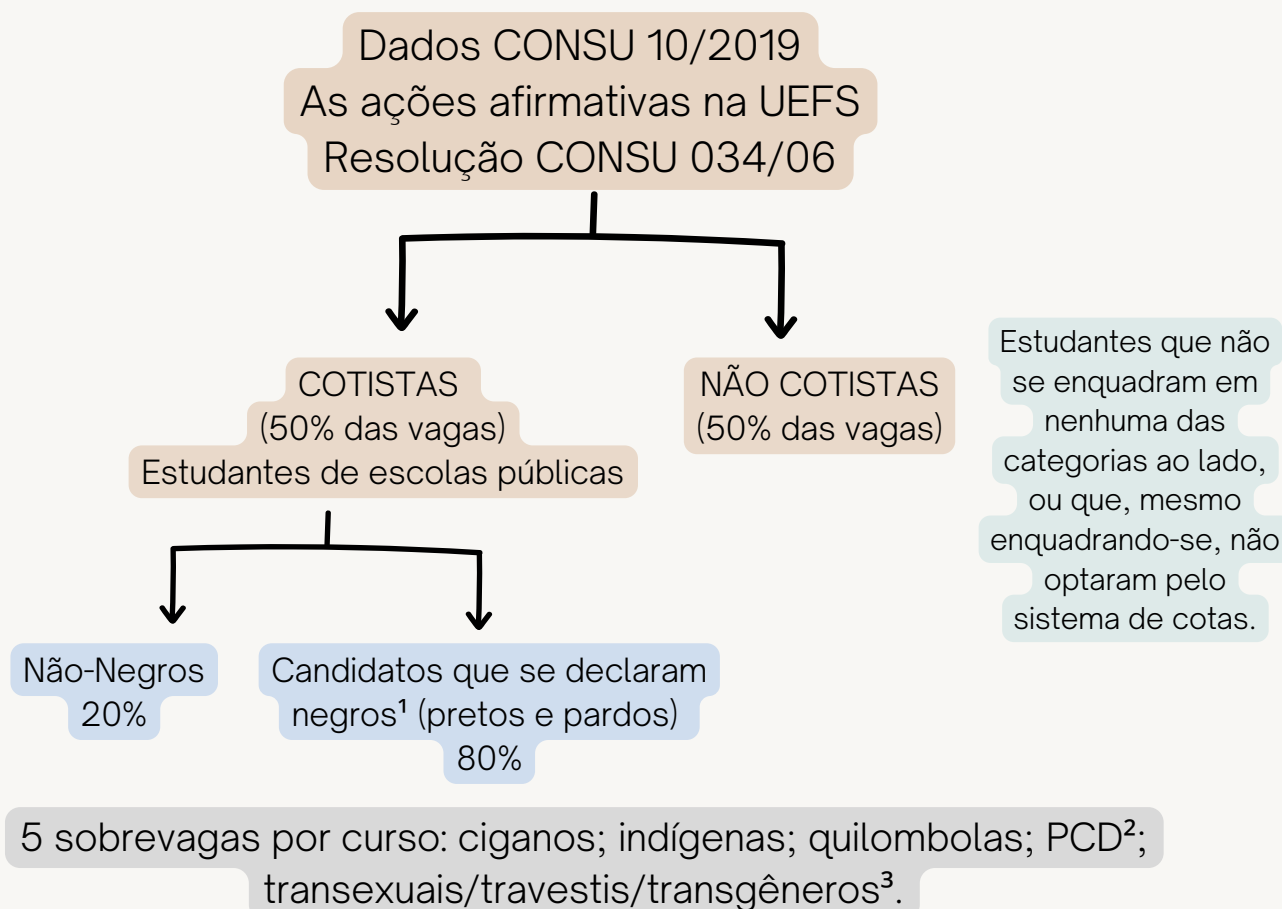 Dados CONSU 10/2019
As ações afirmativas na UEFS
Resolução CONSU 034/06
COTISTAS
(50% das vagas)
Estudantes de escolas públicas
NÃO COTISTAS
(50% das vagas)
Estudantes que não
se enquadram em
nenhuma das
categorias ao lado,
ou que, mesmo
enquadrando-se, não
optaram pelo
sistema de cotas.
Não-Negros
20%
Candidatos que se declaram
negros¹ (pretos e pardos)
80%
5 sobrevagas por curso: ciganos; indígenas; quilombolas; PCD²;
transexuais/travestis/transgêneros³.